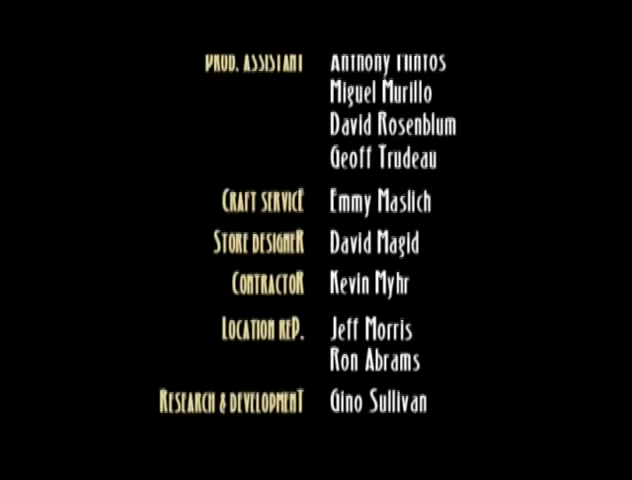 PROD. ASSISTANT Anthony
Miguel Murillo
David Rosenblum
Geoff Trudeau
CRAFT SERVICE Emmy Maslich
STORE DESIGNER David Magid
CONTRACTOR Kevin Myhr
LOCATION REP. Jeff Morris
Ron Abrams
RESEARCH & DEVELOPMENT Gino Sullivan